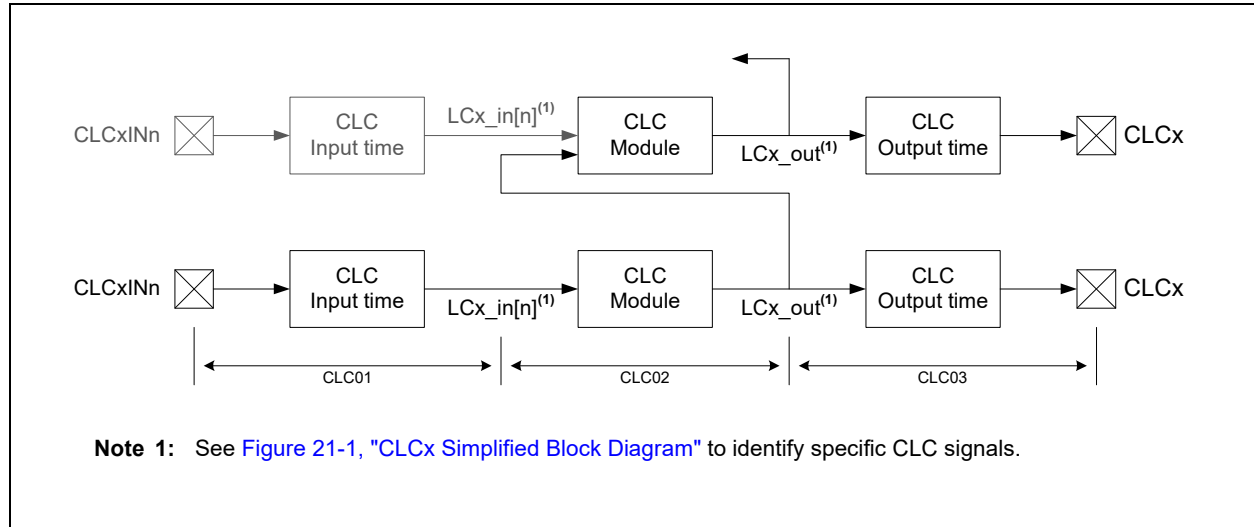 CLCxINn
CLC
Input time
LCx_in[n](1)
CLC
Module
LCx_out(1)
CLC
Output time
CLCx
CLCxINn
CLC
Input time
LCx_in[n](1)
CLC
Module
LCx_out(1)
CLC
Output time
CLCx
CLC01
CLC02
CLC03
Note 1: See Figure 21-1, "CLCx Simplified Block Diagram" to identify specific CLC signals.